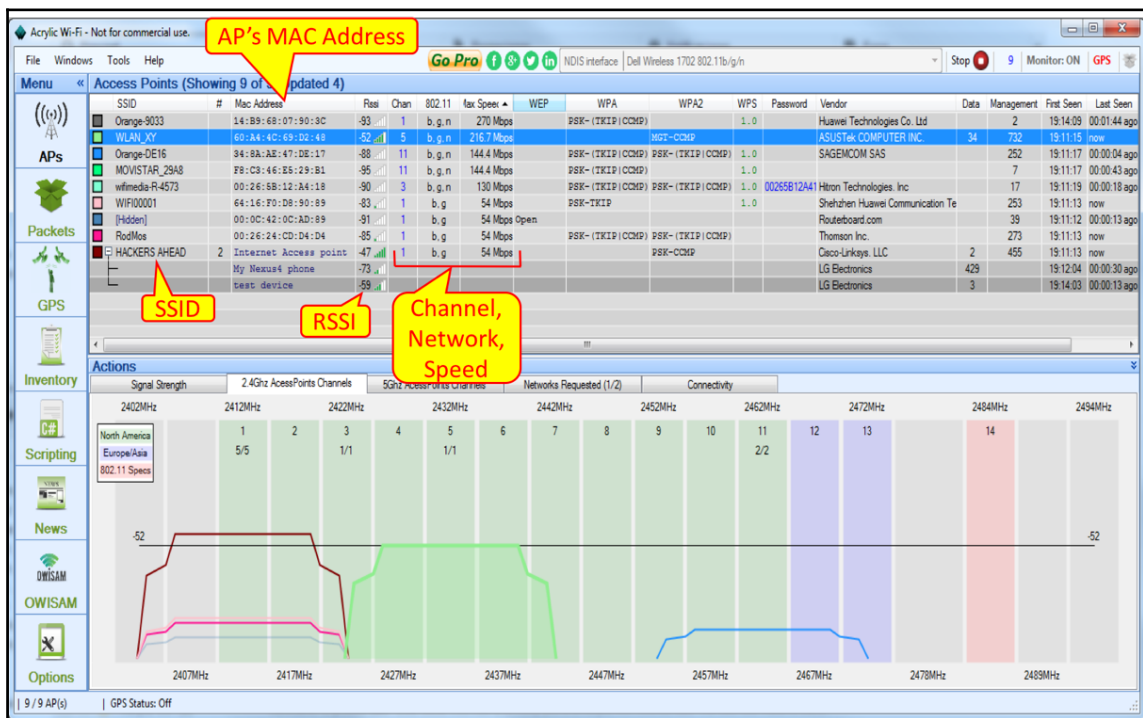 Acrylic Wi-Fi - Not for commercial use.
AP's MAC Address
File Windows Tools Help
Go Pro
NDIS interface Dell Wireless 1702 802.11b/g/n
Stop 9 Monitor: ON GPS
Menu « Access Points (Showing 9 of updated 4)
SSID # Mac Address Rssi Chan 802.11 Max Speed WEP WPA WPA2 WPS Password Vendor Data Management First Seen Last Seen
Orange-9033 14:B9:68:07:90:3C -93 1 b, g, n 270 Mbps PSK-(TKIP|CCMP) 1.0 Huawei Technologies Co. Ltd 2 19:14:09 00:01:44 ago
WLAN_XY 60:A4:4C:69:D2:48 -52 5 b, g, n 216.7 Mbps MGT-CCMP ASUSTek COMPUTER INC. 34 732 19:11:15 now
Orange-DE16 34:8A:AE:47:DE:17 -88 11 b, g, n 144.4 Mbps PSK-(TKIP|CCMP) PSK-(TKIP|CCMP) 1.0 SAGEMCOM SAS 252 19:11:17 00:00:04 ago
MOVISTAR_29A8 F8:C3:46:E5:29:B1 -95 11 b, g, n 144.4 Mbps PSK-(TKIP|CCMP) PSK-(TKIP|CCMP) 1.0 7 19:11:17 00:00:43 ago
wifimedia-R-4573 00:26:5B:12:A4:18 -90 3 b, g, n 130 Mbps PSK-(TKIP|CCMP) PSK-(TKIP|CCMP) 1.0 00265B12A41 Hitron Technologies. Inc 17 19:11:19 00:00:18 ago
WIFI00001 64:16:F0:D8:90:89 -83 1 b, g 54 Mbps PSK-TKIP 1.0 Shehzhen Huawei Communication Te 253 19:11:13 now
[Hidden] 00:0C:42:0C:AD:89 -91 1 b, g 54 Mbps Open Routerboard.com 39 19:11:12 00:00:13 ago
RodMos 00:26:24:CD:D4:D4 -85 1 b, g 54 Mbps PSK-(TKIP|CCMP) PSK-(TKIP|CCMP) Thomson Inc. 273 19:11:13 now
HACKERS AHEAD 2 Internet Access point -47 1 b, g 54 Mbps PSK-CCMP Cisco-Linksys. LLC 2 455 19:11:13 now
My Nexus4 phone -73 LG Electronics 429 19:12:04 00:00:30 ago
test device -59 LG Electronics 3 19:14:03 00:00:13 ago
SSID
RSSI
Channel,
Network,
Speed
APs
Packets
GPS
Inventory
C#
Scripting
NEWS
News
OWISAM
OWISAM
Options
Actions
Signal Strength 2.4Ghz AcessPoints Channels 5Ghz AcessPoints Channels Networks Requested (1/2) Connectivity
2402MHz 2412MHz 2422MHz 2432MHz 2442MHz 2452MHz 2462MHz 2472MHz 2484MHz 2494MHz
North America
Europe/Asia
802.11 Specs
1 2 3 4 5 6 7 8 9 10 11 12 13 14
5/5 1/1 1/1 2/2
-52 -52
2407MHz 2417MHz 2427MHz 2437MHz 2447MHz 2457MHz 2467MHz 2478MHz 2489MHz
9 / 9 AP(s) GPS Status: Off